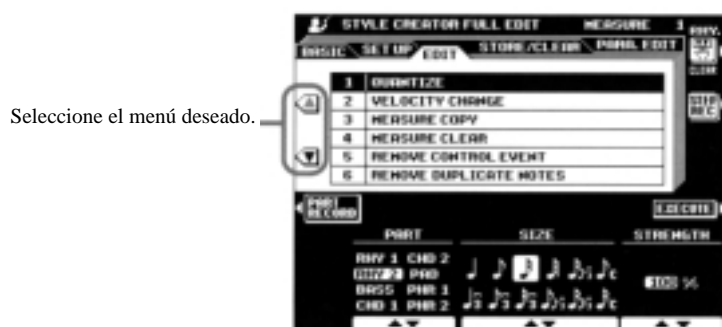 STYLE CREATOR FULL EDIT MEASURE 1
RHY.
BASIC SET UP EDIT STORE/CLEAR PARA. EDIT
CLEAR
1 QUANTIZE
2 VELOCITY CHANGE
STEP REC
Seleccione el menú deseado.
3 MEASURE COPY
4 MEASURE CLEAR
5 REMOVE CONTROL EVENT
6 REMOVE DUPLICATE NOTES
PART RECORD
EXECUTE
PART SIZE STRENGTH
RHY 1 CHD 2
RHY 2 PAD
100 %
BASS PHR 1
CHD 1 PHR 2